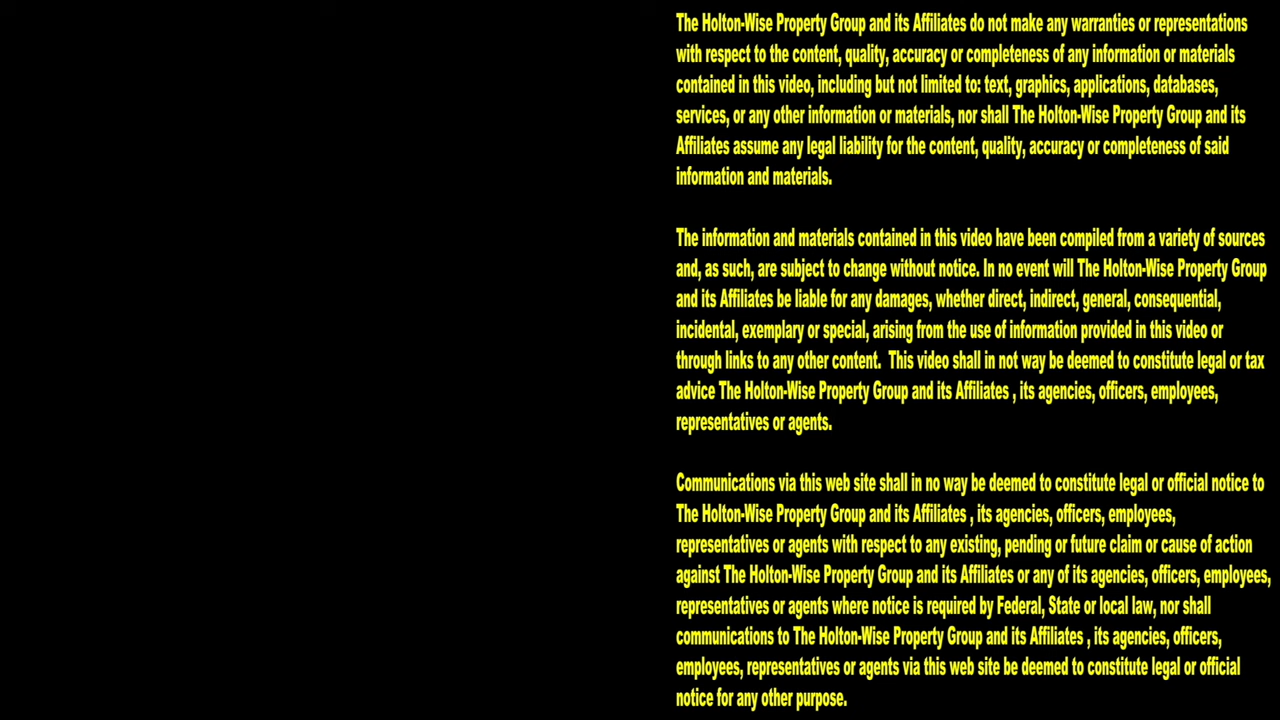 The Holton-Wise Property Group and its Affiliates do not make any warranties or representations
with respect to the content, quality, accuracy or completeness of any information or materials
contained in this video, including but not limited to: text, graphics, applications, databases,
services, or any other information or materials, nor shall The Holton-Wise Property Group and its
Affiliates assume any legal liability for the content, quality, accuracy or completeness of said
information and materials.
The information and materials contained in this video have been compiled from a variety of sources
and, as such, are subject to change without notice. In no event will The Holton-Wise Property Group
and its Affiliates be liable for any damages, whether direct, indirect, general, consequential,
incidental, exemplary or special, arising from the use of information provided in this video or
through links to any other content.  This video shall in not way be deemed to constitute legal or tax
advice The Holton-Wise Property Group and its Affiliates , its agencies, officers, employees,
representatives or agents.
Communications via this web site shall in no way be deemed to constitute legal or official notice to
The Holton-Wise Property Group and its Affiliates , its agencies, officers, employees,
representatives or agents with respect to any existing, pending or future claim or cause of action
against The Holton-Wise Property Group and its Affiliates or any of its agencies, officers, employees,
representatives or agents where notice is required by Federal, State or local law, nor shall
communications to The Holton-Wise Property Group and its Affiliates , its agencies, officers,
employees, representatives or agents via this web site be deemed to constitute legal or official
notice for any other purpose.